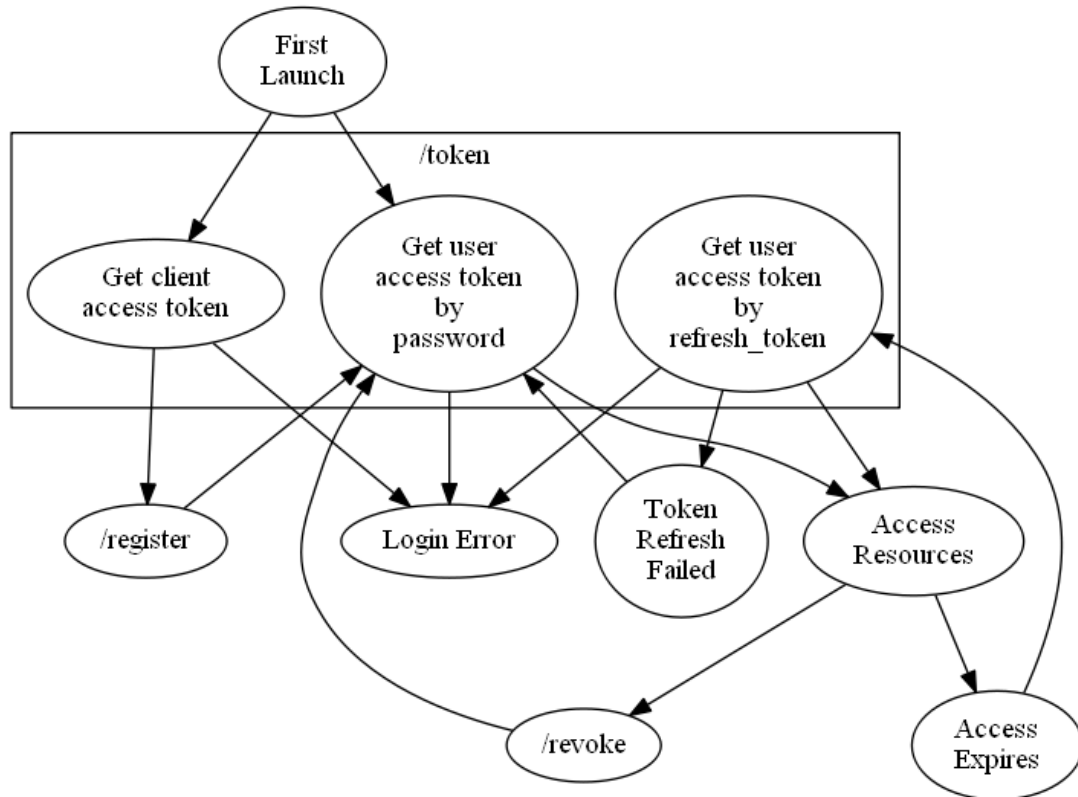 First
Launch
/token
Get client
access token
Get user
access token
by
password
Get user
access token
by
refresh_token
/register
Login Error
Token
Refresh
Failed
Access
Resources
/revoke
Access
Expires